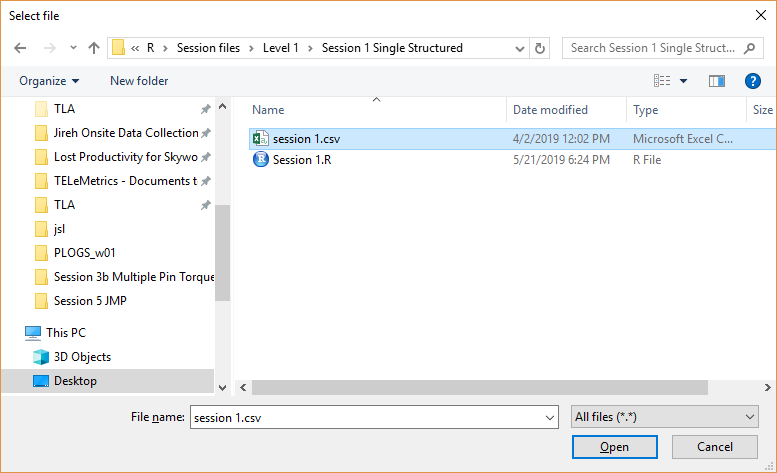 Select file
« R > Session files > Level 1 > Session 1 Single Structured
Search Session 1 Single Struct...
Organize
New folder
Name
Date modified
Type
Size
TLA
Jireh Onsite Data Collection
Lost Productivity for Skywo
TELeMetrics - Documents t
TLA
jsl
PLOGS_w01
Session 3b Multiple Pin Torque
Session 5 JMP
This PC
3D Objects
Desktop
session 1.csv 4/2/2019 12:02 PM Microsoft Excel C...
Session 1.R 5/21/2019 6:24 PM R File
File name: session 1.csv
All files (*.*)
Open
Cancel